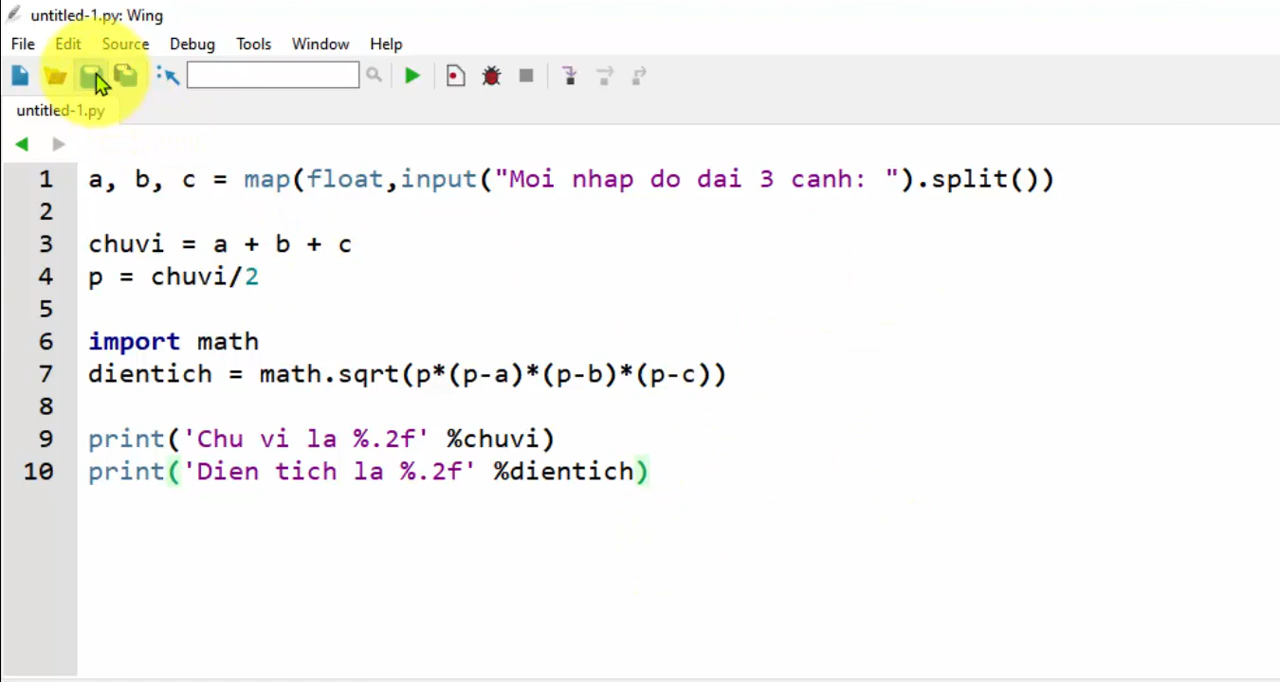 untitled-1.py: Wing
File Edit Source Debug Tools Window Help
untitled-1.py
1 a, b, c = map(float,input("Moi nhap do dai 3 canh: ").split())
2
3 chuvi = a + b + c
4 p = chuvi/2
5
6 import math
7 dientich = math.sqrt(p*(p-a)*(p-b)*(p-c))
8
9 print('Chu vi la %.2f' %chuvi)
10 print('Dien tich la %.2f' %dientich)